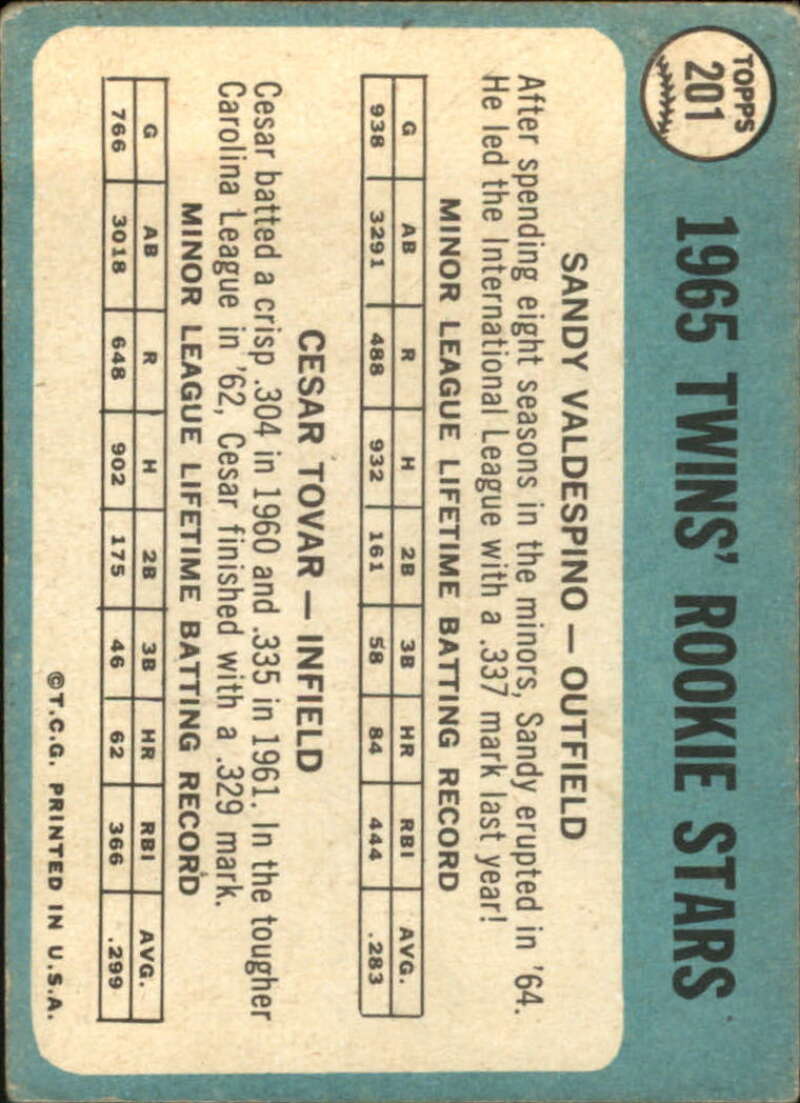 TOPPS
201
1965 TWINS' ROOKIE STARS
SANDY VALDESPINO — OUTFIELD
After spending eight seasons in the minors, Sandy erupted in '64.
He led the International League with a .337 mark last year!
MINOR LEAGUE LIFETIME BATTING RECORD
G AB R H 2B 3B HR RBI AVG.
938 3291 488 932 161 58 84 444 .283
CESAR TOVAR — INFIELD
Cesar batted a crisp .304 in 1960 and .335 in 1961. In the tougher
Carolina League in '62, Cesar finished with a .329 mark.
MINOR LEAGUE LIFETIME BATTING RECORD
G AB R H 2B 3B HR RBI AVG.
766 3018 648 902 175 46 62 366 .299
©T.C.G. PRINTED IN U.S.A.